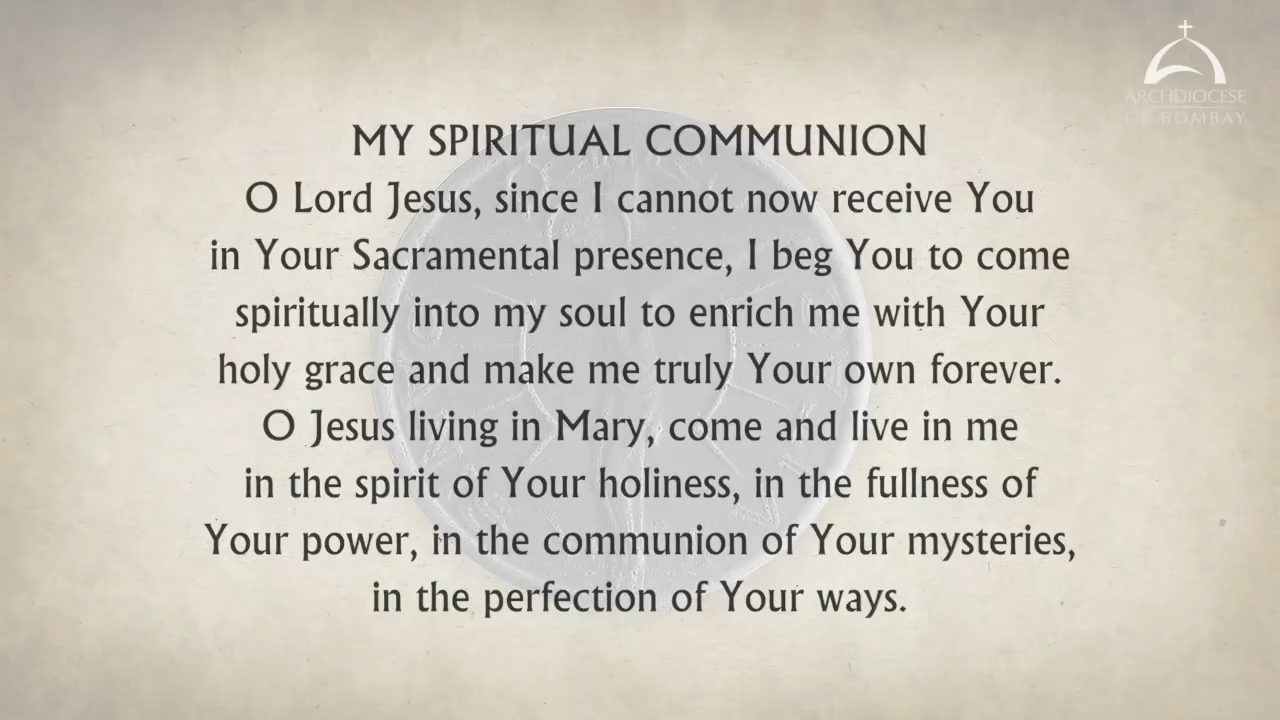 ARCHDIOCESE
OF BOMBAY
MY SPIRITUAL COMMUNION
O Lord Jesus, since I cannot now receive You
in Your Sacramental presence, I beg You to come
spiritually into my soul to enrich me with Your
holy grace and make me truly Your own forever.
O Jesus living in Mary, come and live in me
in the spirit of Your holiness, in the fullness of
Your power, in the communion of Your mysteries,
in the perfection of Your ways.